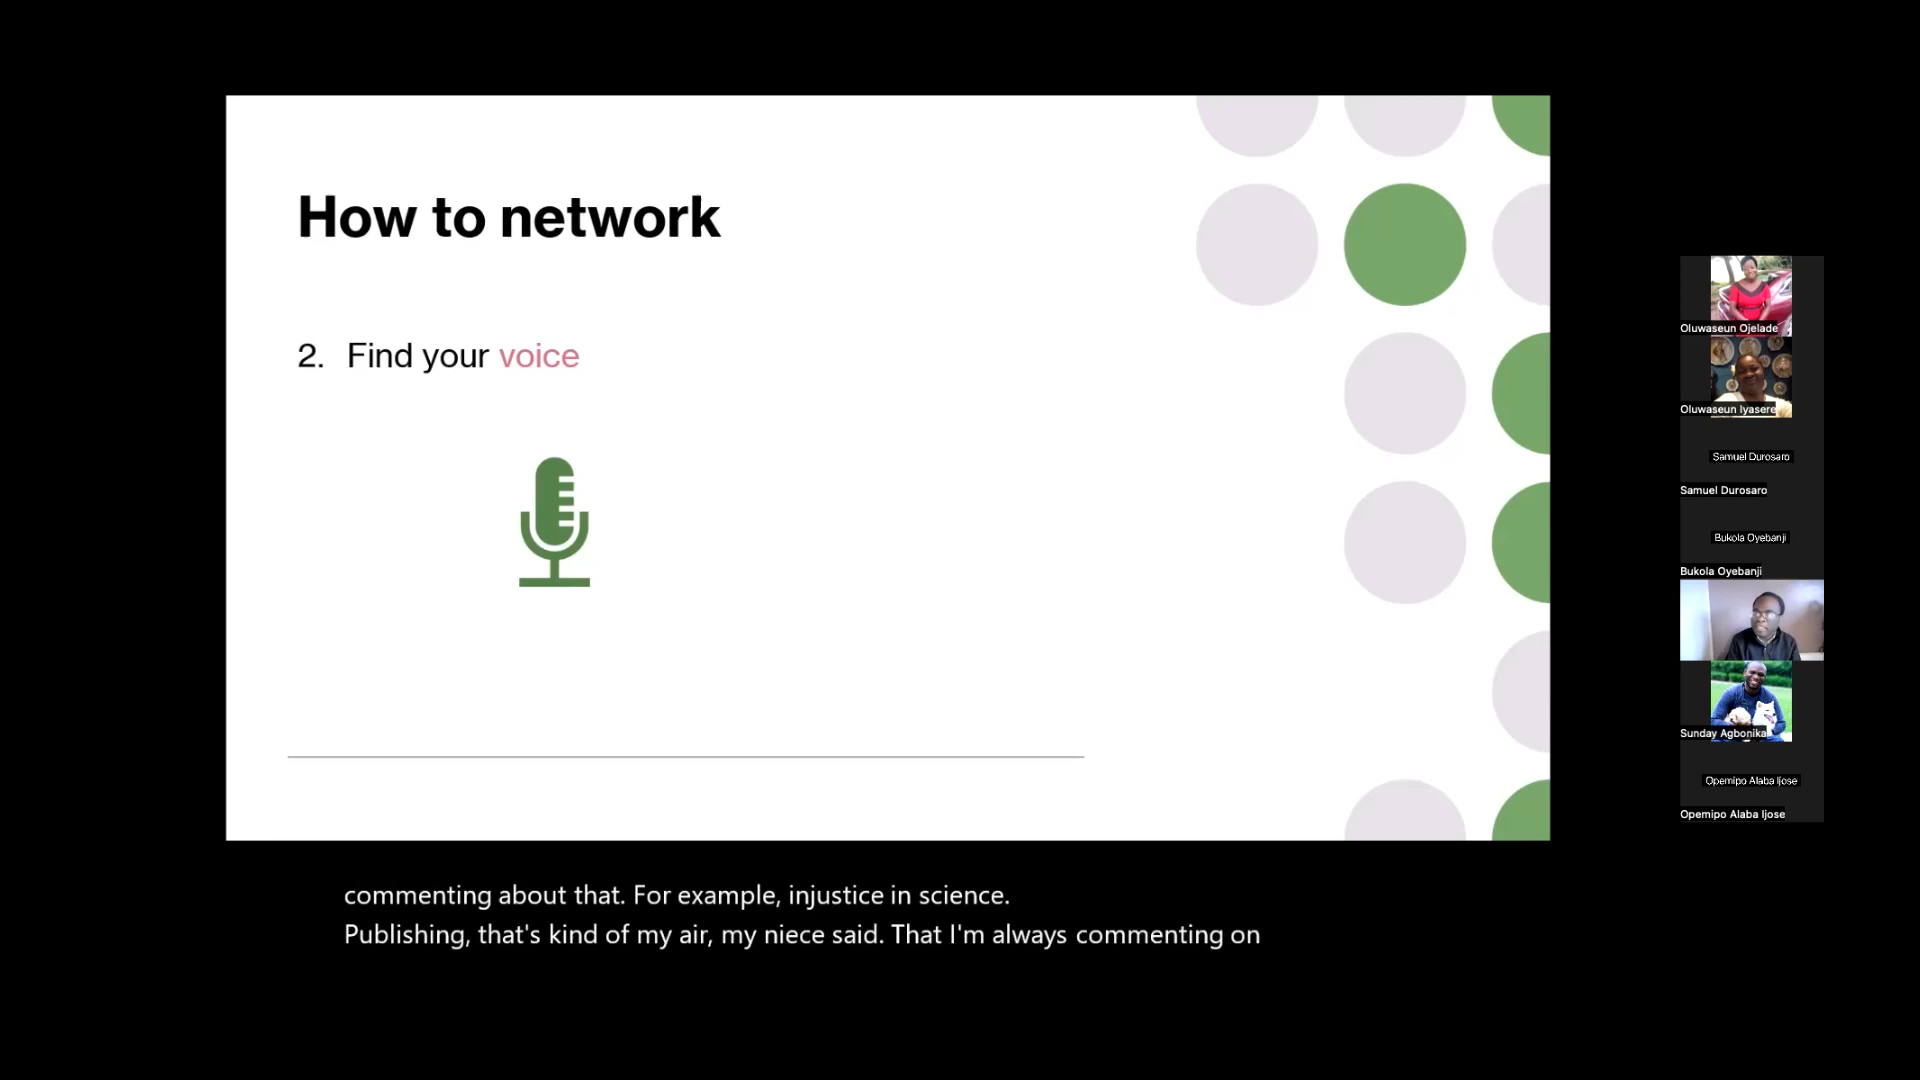 How to network
2. Find your voice
Oluwaseun Ojelade
Oluwaseun Iyasere
Samuel Durosaro
Samuel Durosaro
Bukola Oyebanji
Bukola Oyebanji
Sunday Agbonika
Opemipo Alaba Ijose
Opemipo Alaba Ijose
commenting about that. For example, injustice in science.
Publishing, that's kind of my air, my niece said. That I'm always commenting on